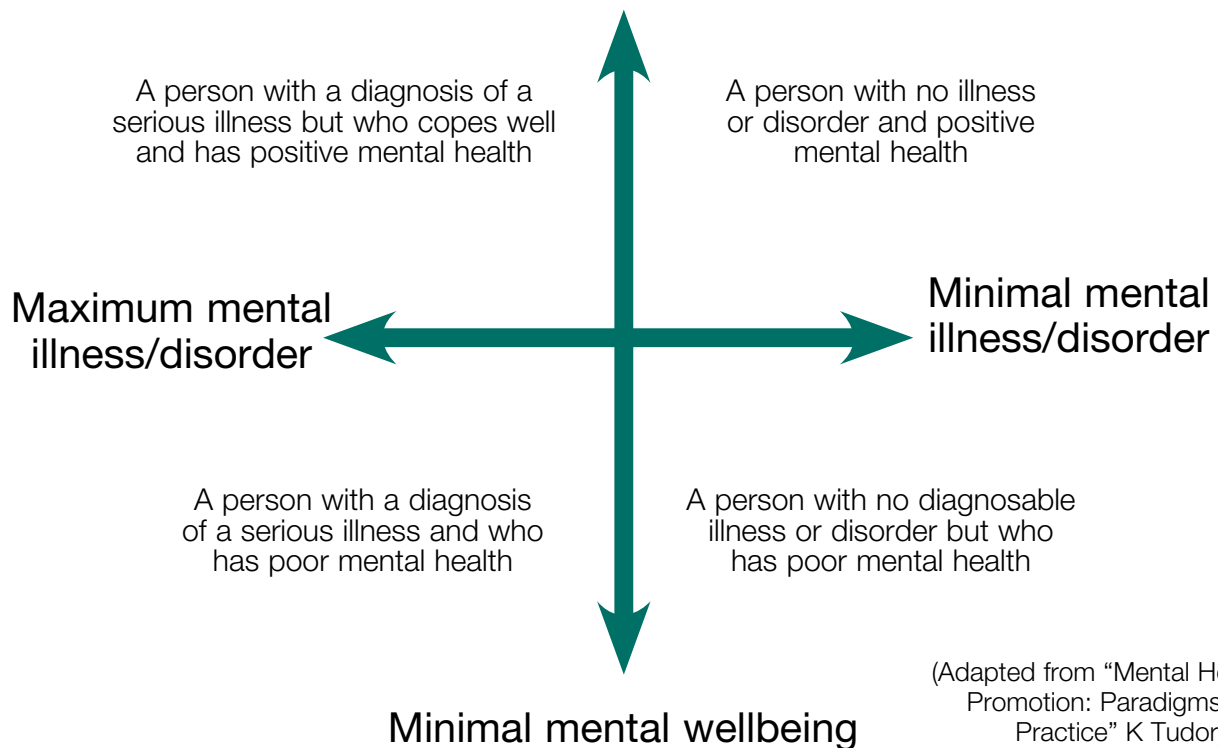 A person with a diagnosis of a
serious illness but who copes well
and has positive mental health
A person with no illness
or disorder and positive
mental health
Maximum mental
illness/disorder
Minimal mental
illness/disorder
A person with a diagnosis
of a serious illness and who
has poor mental health
A person with no diagnosable
illness or disorder but who
has poor mental health
(Adapted from “Mental
Promotion: Paradigms
Practice” K Tudor
Minimal mental wellbeing